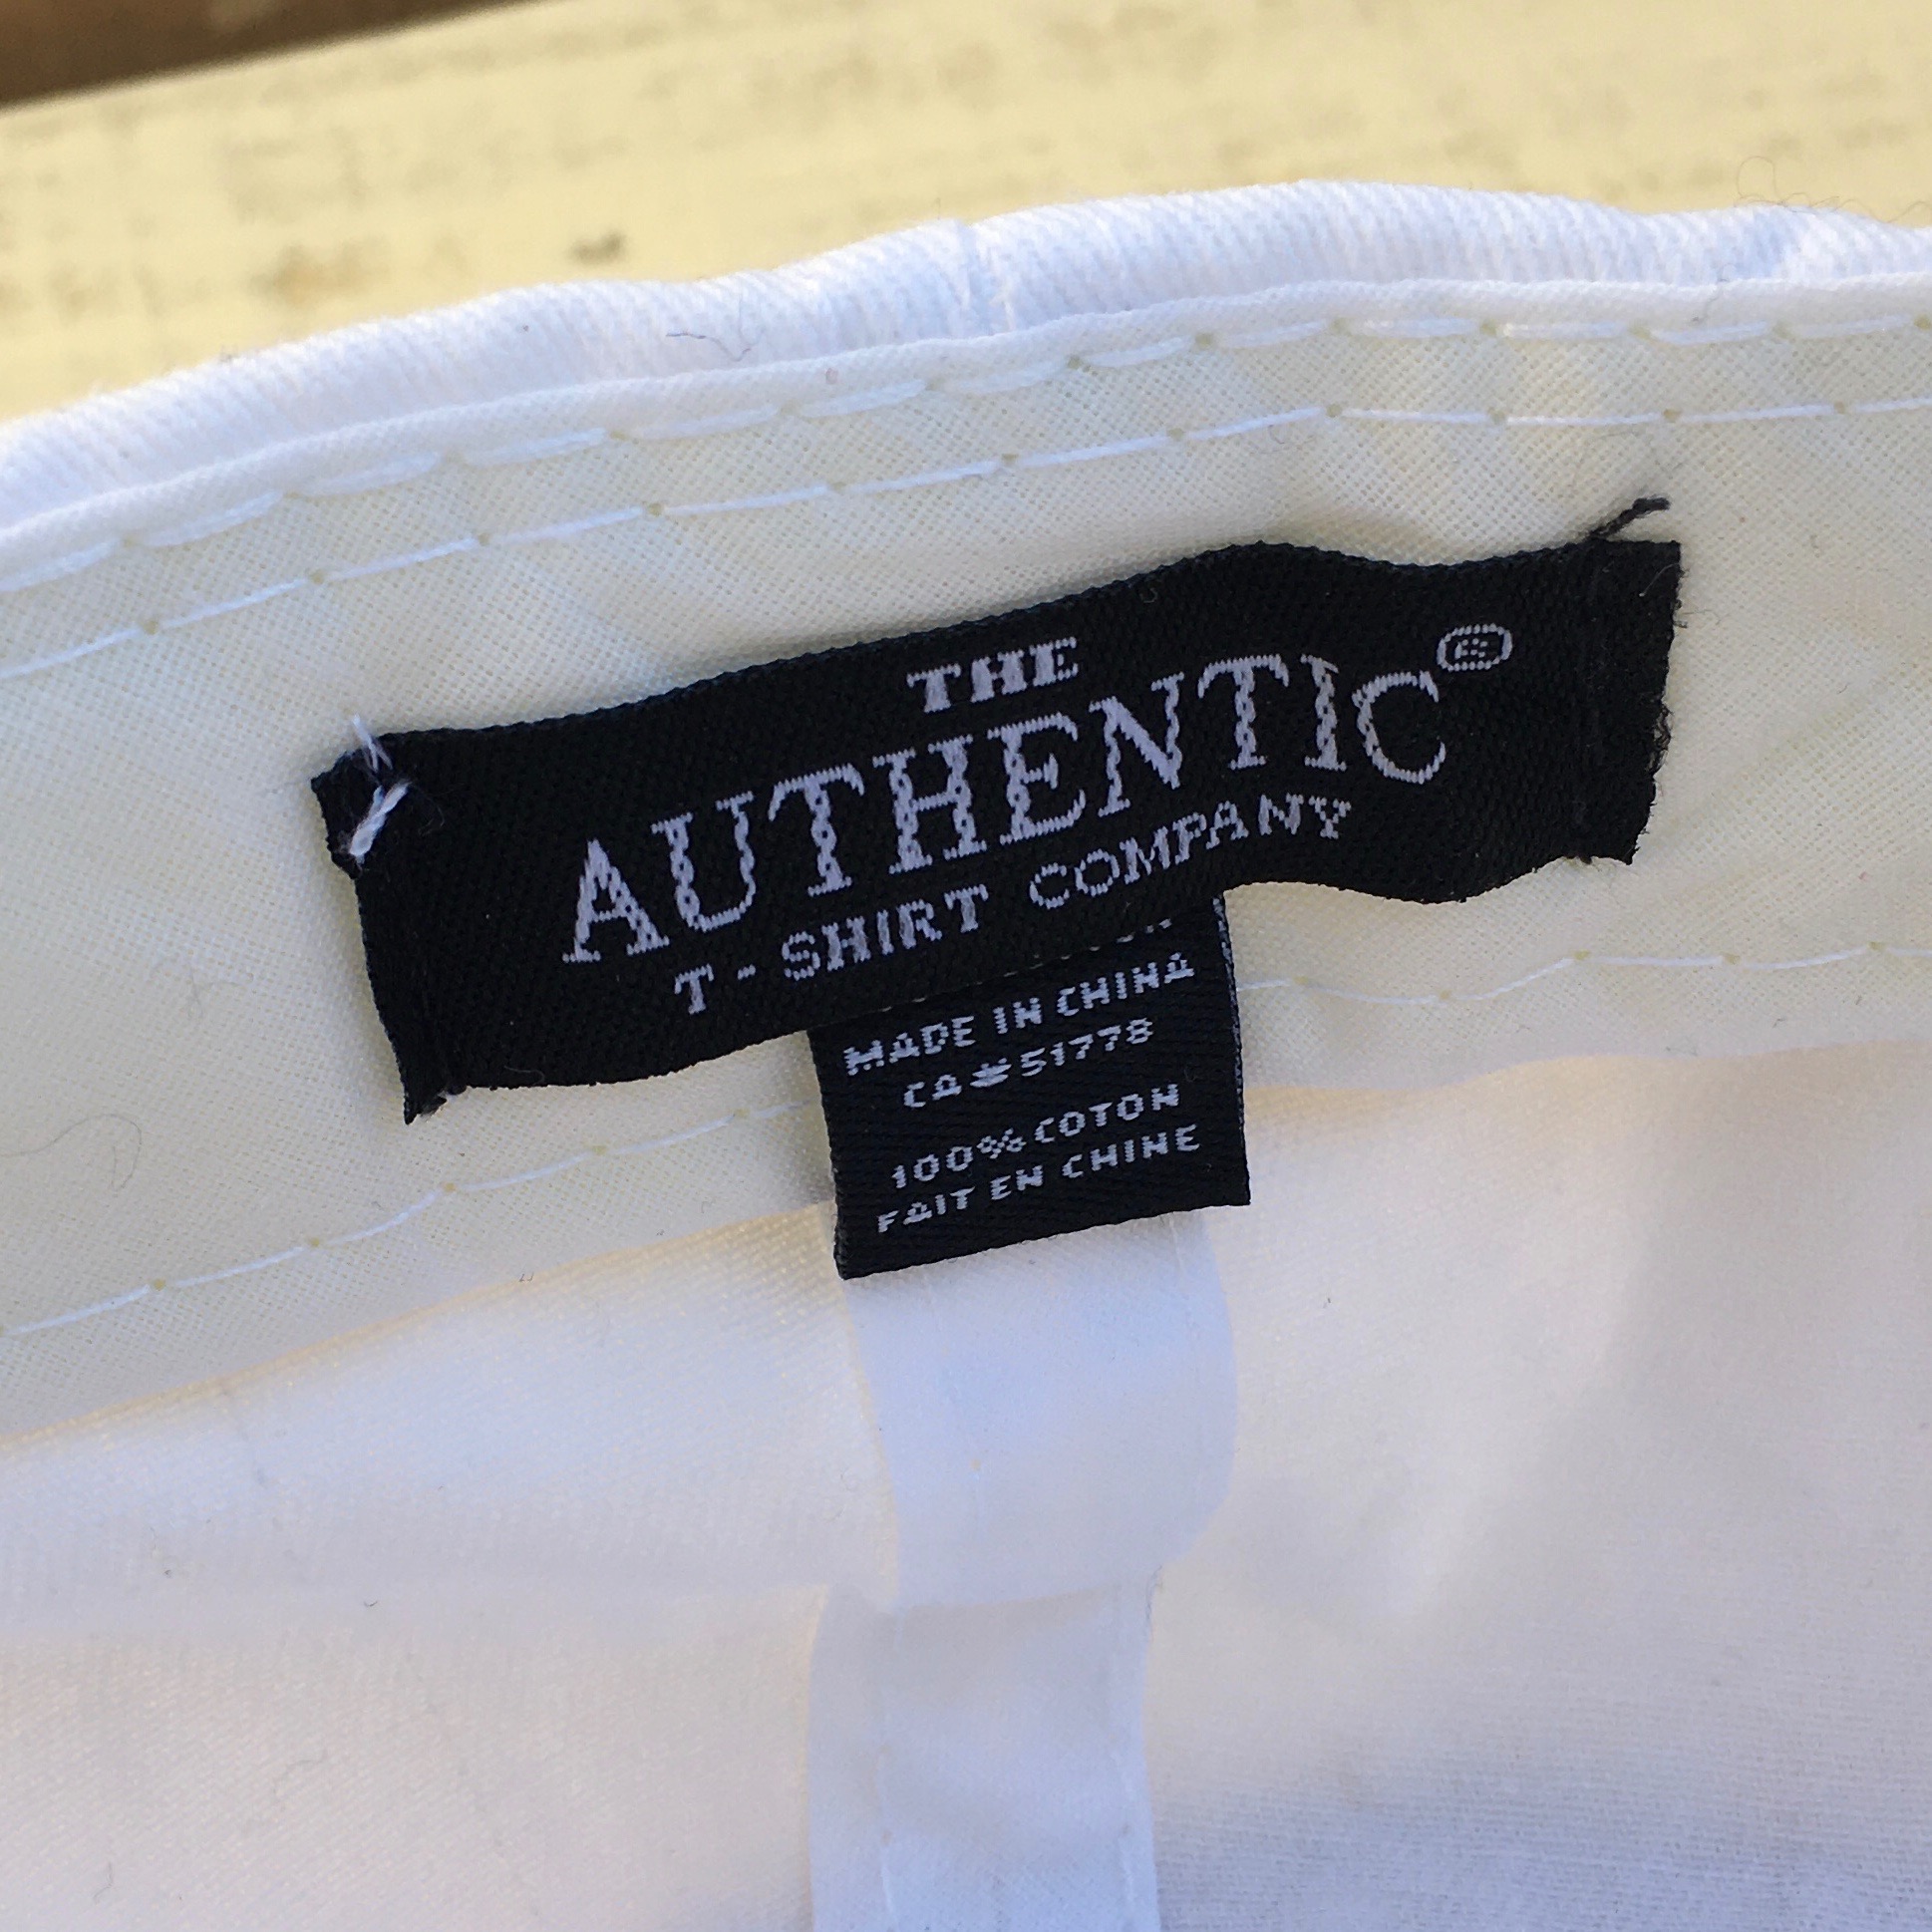 THE
AUTHENTIC®
T-SHIRT COMPANY
MADE IN CHINA
CA 51778
100% COTON
FAIT EN CHINE